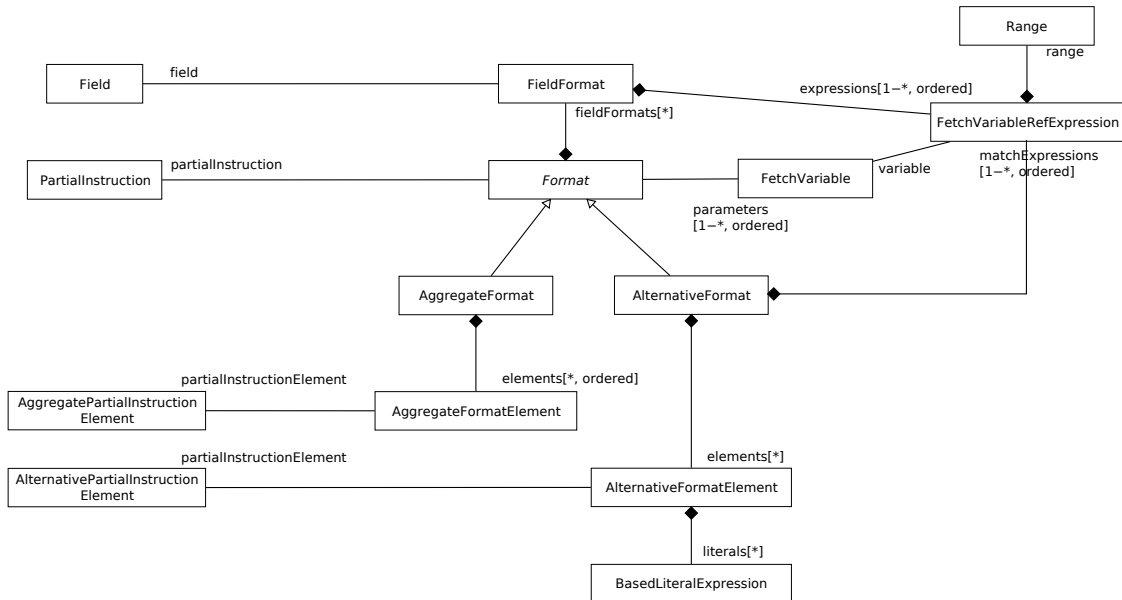 Range
range
Field
field
FieldFormat
expressions[1−*, ordered]
fieldFormats[*]
FetchVariableRefExpression
PartialInstruction
partialInstruction
Format
FetchVariable
variable
matchExpressions
[1−*, ordered]
parameters
[1−*, ordered]
AggregateFormat
AlternativeFormat
partialInstructionElement
elements[*, ordered]
AggregatePartialInstruction
Element
AggregateFormatElement
partialInstructionElement
elements[*]
AlternativePartialInstruction
Element
AlternativeFormatElement
literals[*]
BasedLiteralExpression